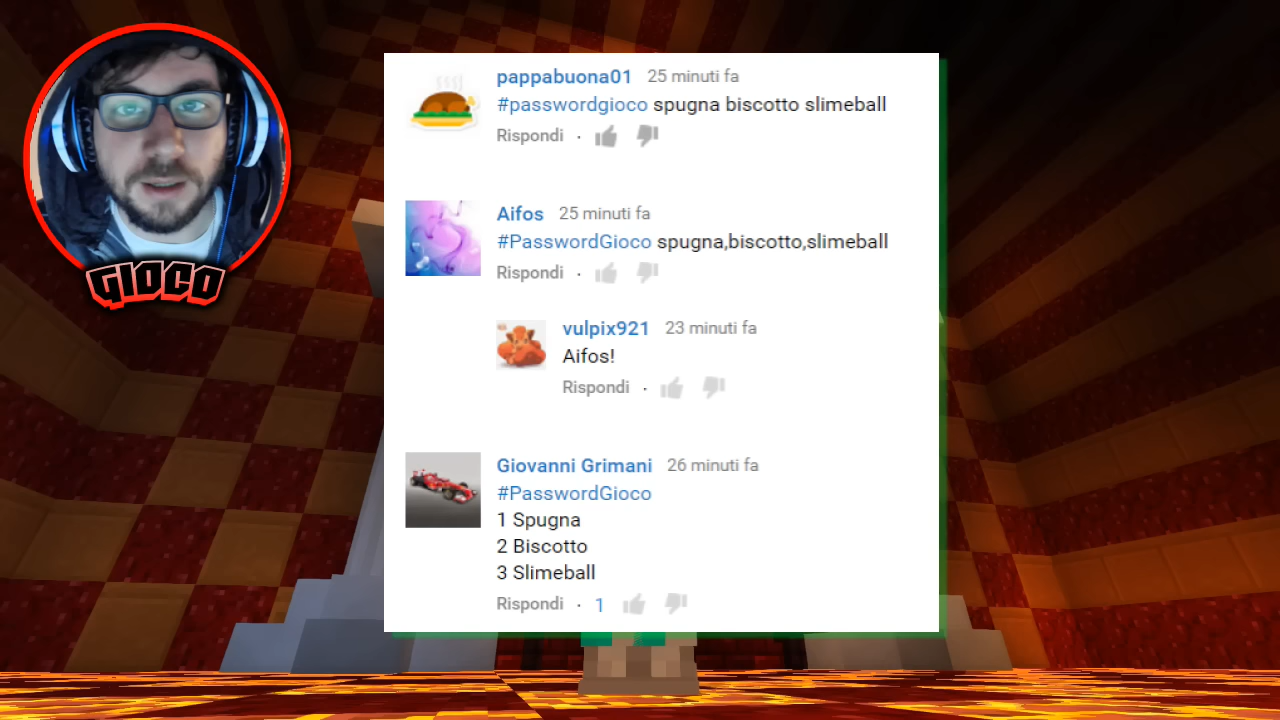 GIOCO
pappabuona01 25 minuti fa
#passwordgioco spugna biscotto slimeball
Rispondi ·
Aifos 25 minuti fa
#PasswordGioco spugna,biscotto,slimeball
Rispondi ·
vulpix921 23 minuti fa
Aifos!
Rispondi ·
Giovanni Grimani 26 minuti fa
#PasswordGioco
1 Spugna
2 Biscotto
3 Slimeball
Rispondi · 1